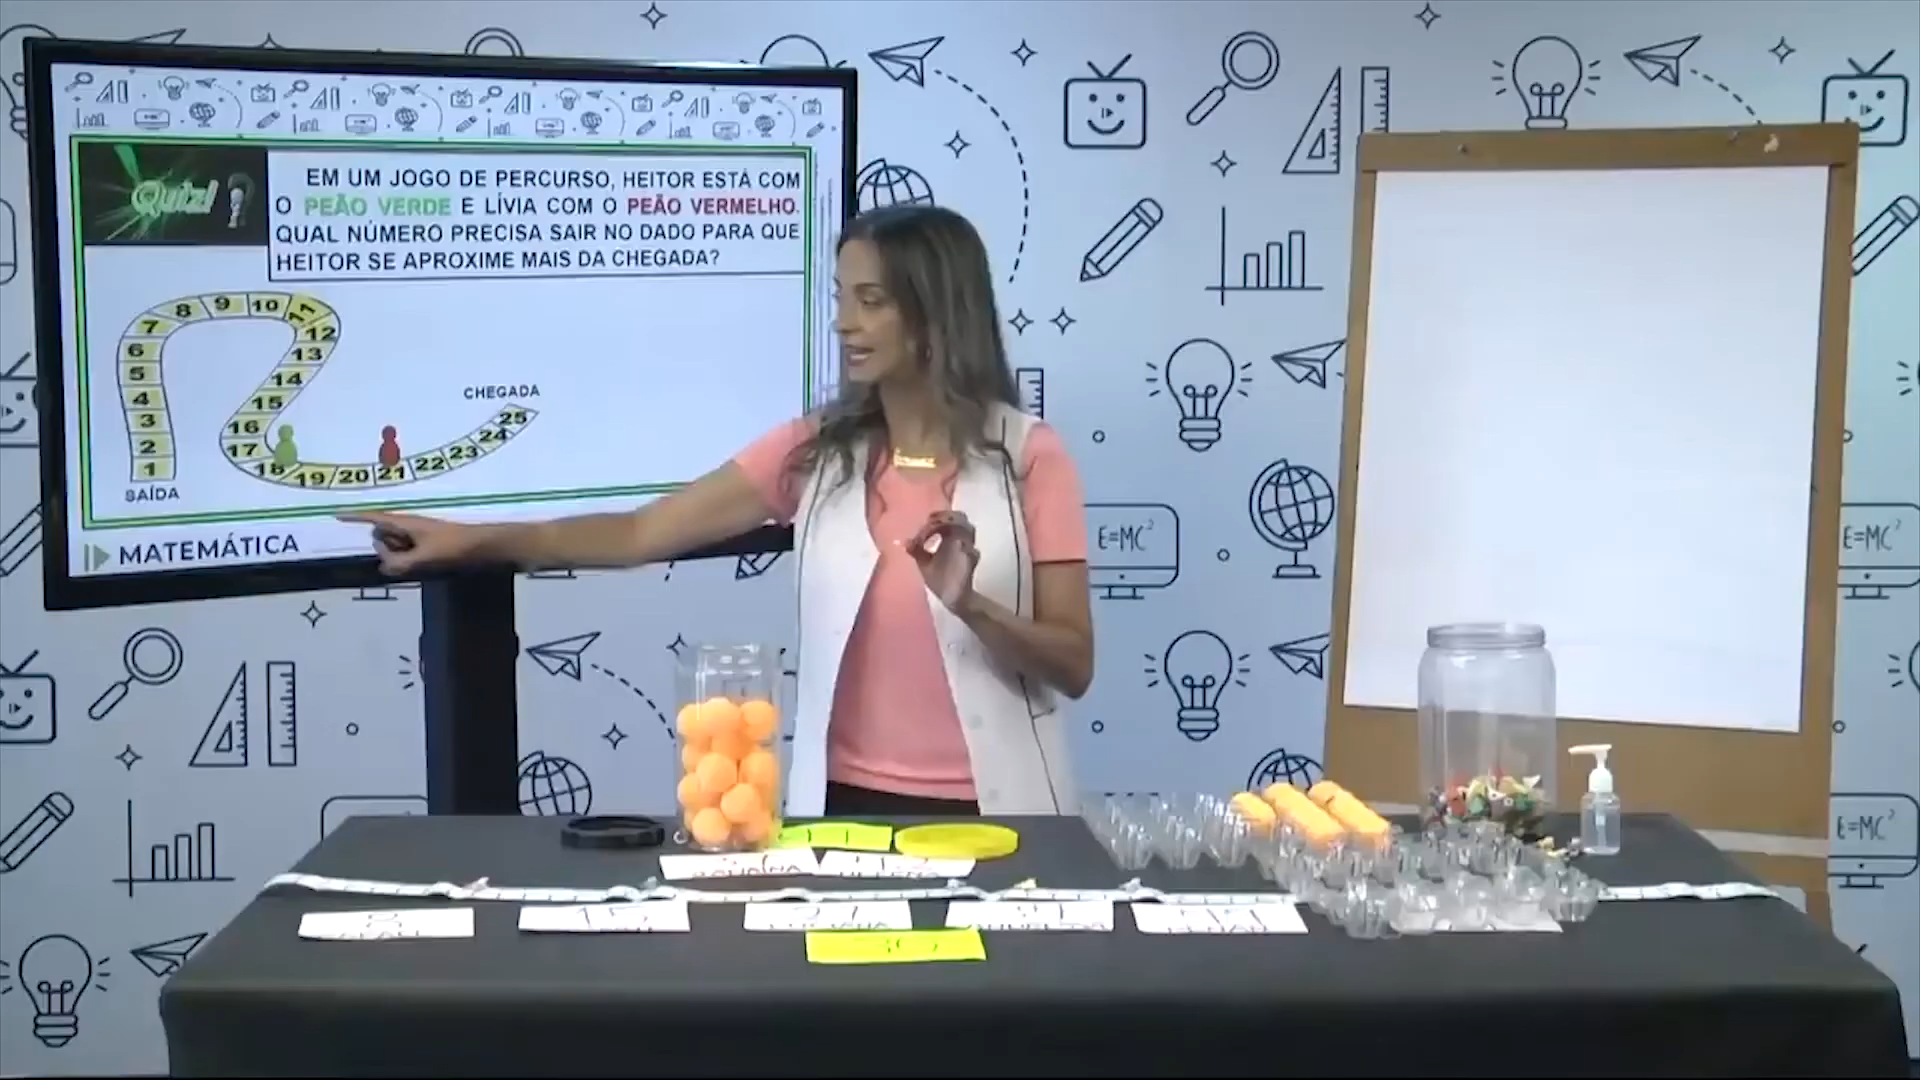 Quiz!
EM UM JOGO DE PERCURSO, HEITOR ESTÁ COM
O PEÃO VERDE E LÍVIA COM O PEÃO VERMELHO.
QUAL NÚMERO PRECISA SAIR NO DADO PARA QUE
HEITOR SE APROXIME MAIS DA CHEGADA?
1
2
3
4
5
6
7
8
9
10
11
12
13
14
15
16
17
18
19
20
21
22
23
24
25
SAÍDA
CHEGADA
MATEMÁTICA
E=MC²
E=MC²
E=MC²